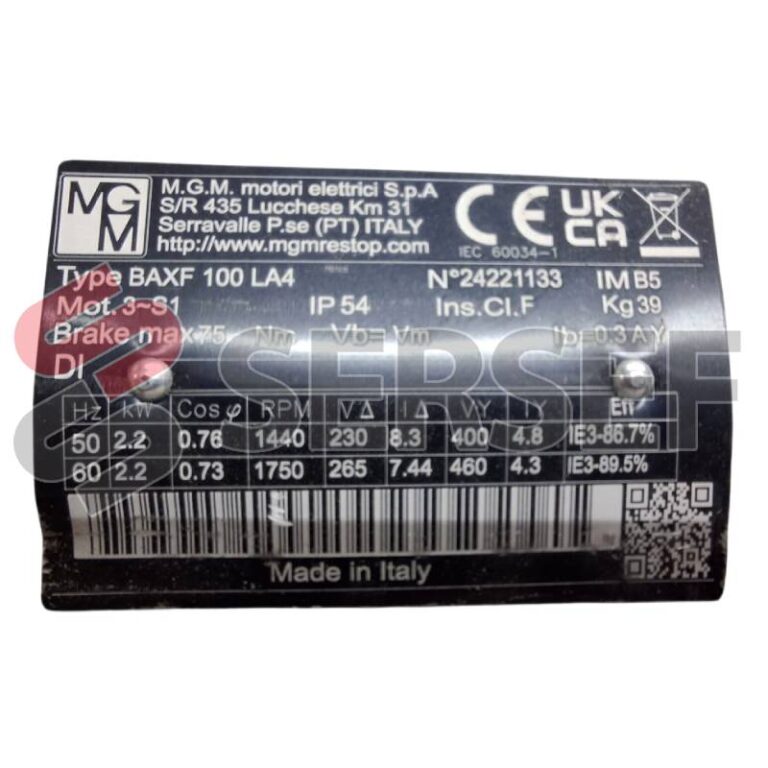 MGM
M.G.M. motori elettrici S.p.A
S/R 435 Lucchese Km 31
Serravalle P.se (PT) ITALY
http://www.mgmrestop.com
CE
IEC 60034-1
UK
CA
Type BAXF 100 LA4 N°24221133 IM B5
Mot. 3~S1 IP 54 Ins.Cl.F Kg 39
Brake max 75 Nm Vb= Vm Ib=0.3 A Y
DI
Hz kW Cos φ RPM V Δ I Δ VY IY Eff
50 2.2 0.76 1440 230 8.3 400 4.8 IE3-86.7%
60 2.2 0.73 1750 265 7.44 460 4.3 IE3-89.5%
Made in Italy
SERSELF